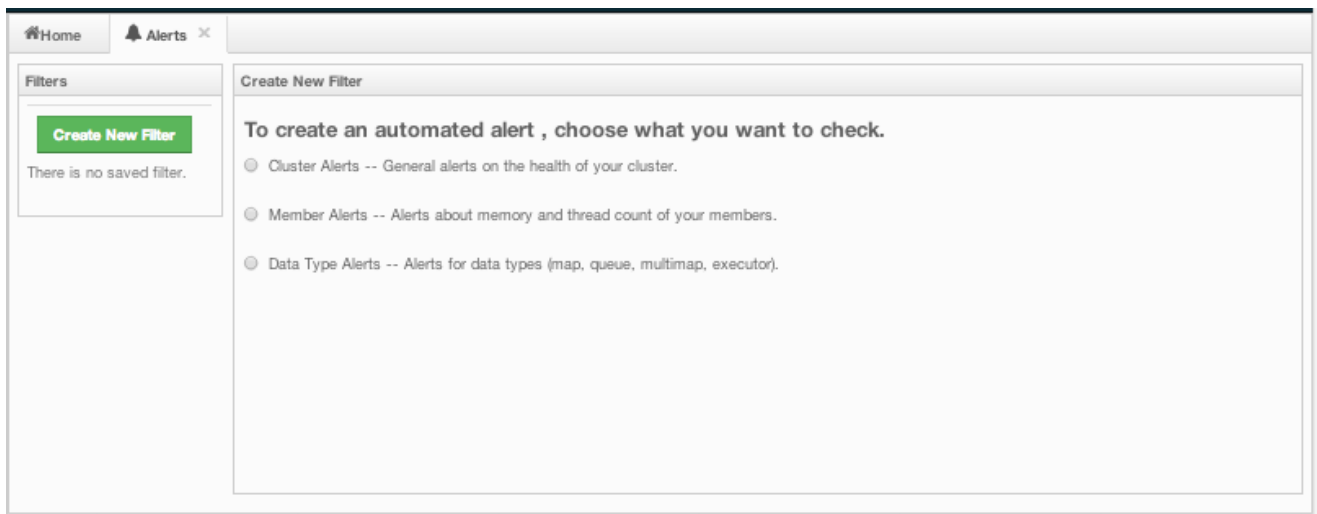 Home
Alerts ×
Filters
Create New Filter
There is no saved filter.
Create New Filter
To create an automated alert , choose what you want to check.
Cluster Alerts -- General alerts on the health of your cluster.
Member Alerts -- Alerts about memory and thread count of your members.
Data Type Alerts -- Alerts for data types (map, queue, multimap, executor).